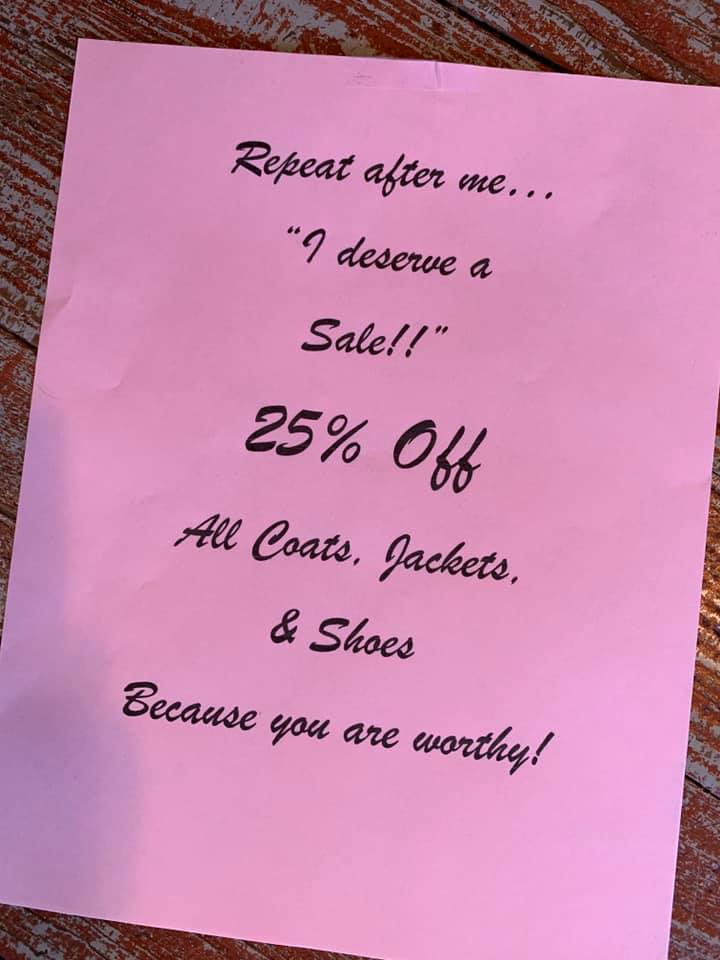 Repeat after me...
“I deserve a
Sale!!”
25% Off
All Coats, Jackets,
& Shoes
Because you are worthy!